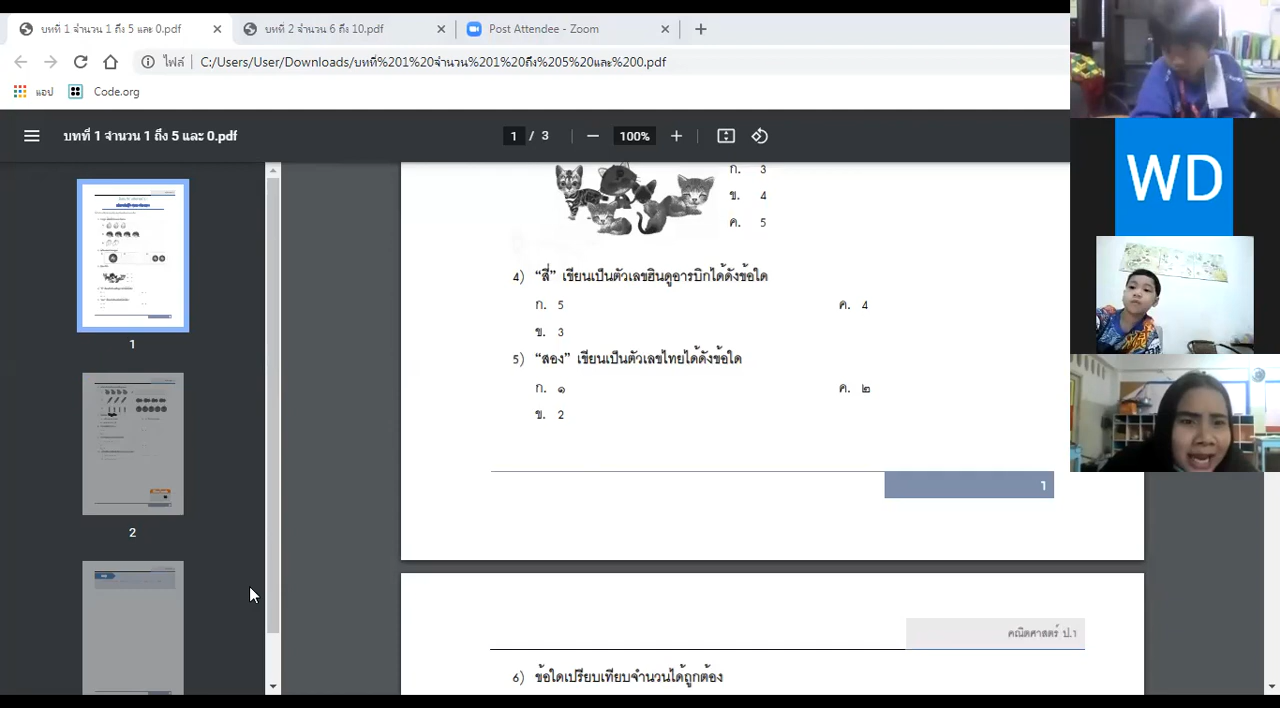 บทที่ 1 จำนวน 1 ถึง 5 และ 0.pdf
บทที่ 2 จำนวน 6 ถึง 10.pdf
Post Attendee - Zoom
ไฟล์
C:/Users/User/Downloads/บทที่%201%20จำนวน%201%20ถึง%205%20และ%200.pdf
แอป
Code.org
บทที่ 1 จำนวน 1 ถึง 5 และ 0.pdf
1 / 3
100%
WD
ก. 3
ข. 4
ค. 5
4) "สี่" เขียนเป็นตัวเลขฮินดูอารบิกได้ดังข้อใด
ก. 5 ค. 4
ข. 3
5) "สอง" เขียนเป็นตัวเลขไทยได้ดังข้อใด
ก. ๑ ค. ๒
ข. 2
1
คณิตศาสตร์ ป.1
6) ข้อใดเปรียบเทียบจำนวนได้ถูกต้อง
1
2